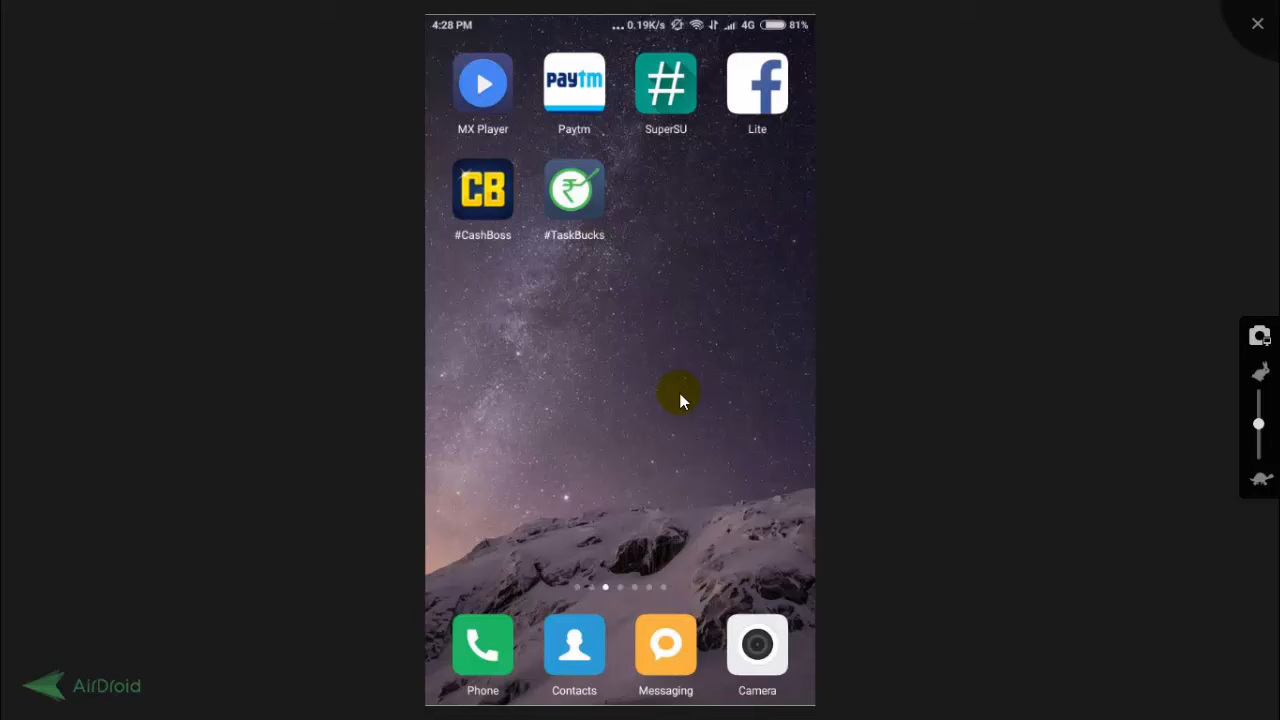 4:28 PM ... 0.19K/s 4G 81%
paytm # f
MX Player Paytm SuperSU Lite
CB ₹
#CashBoss #TaskBucks
Phone Contacts Messaging Camera
AirDroid